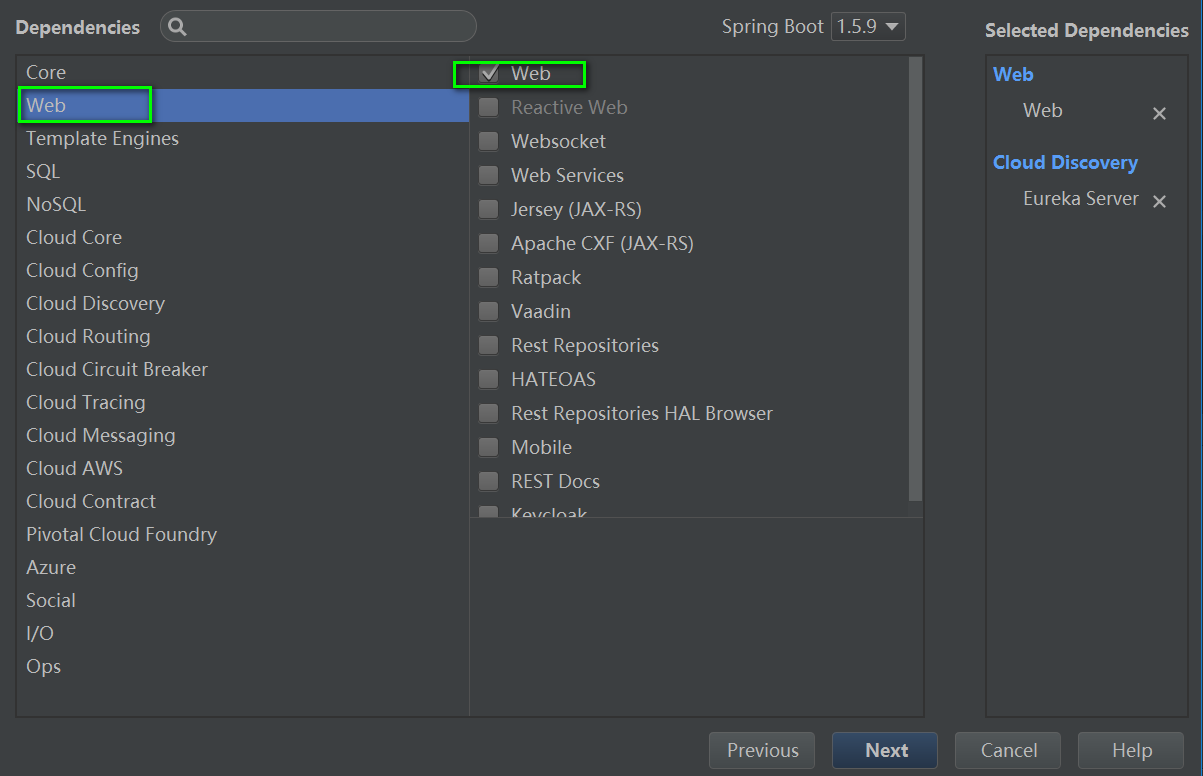 Dependencies
Spring Boot 1.5.9
Core
Web
Template Engines
SQL
NoSQL
Cloud Core
Cloud Config
Cloud Discovery
Cloud Routing
Cloud Circuit Breaker
Cloud Tracing
Cloud Messaging
Cloud AWS
Cloud Contract
Pivotal Cloud Foundry
Azure
Social
I/O
Ops
Web
Reactive Web
Websocket
Web Services
Jersey (JAX-RS)
Apache CXF (JAX-RS)
Ratpack
Vaadin
Rest Repositories
HATEOAS
Rest Repositories HAL Browser
Mobile
REST Docs
Keycloak
Selected Dependencies
Web
Web
Cloud Discovery
Eureka Server
Previous
Next
Cancel
Help